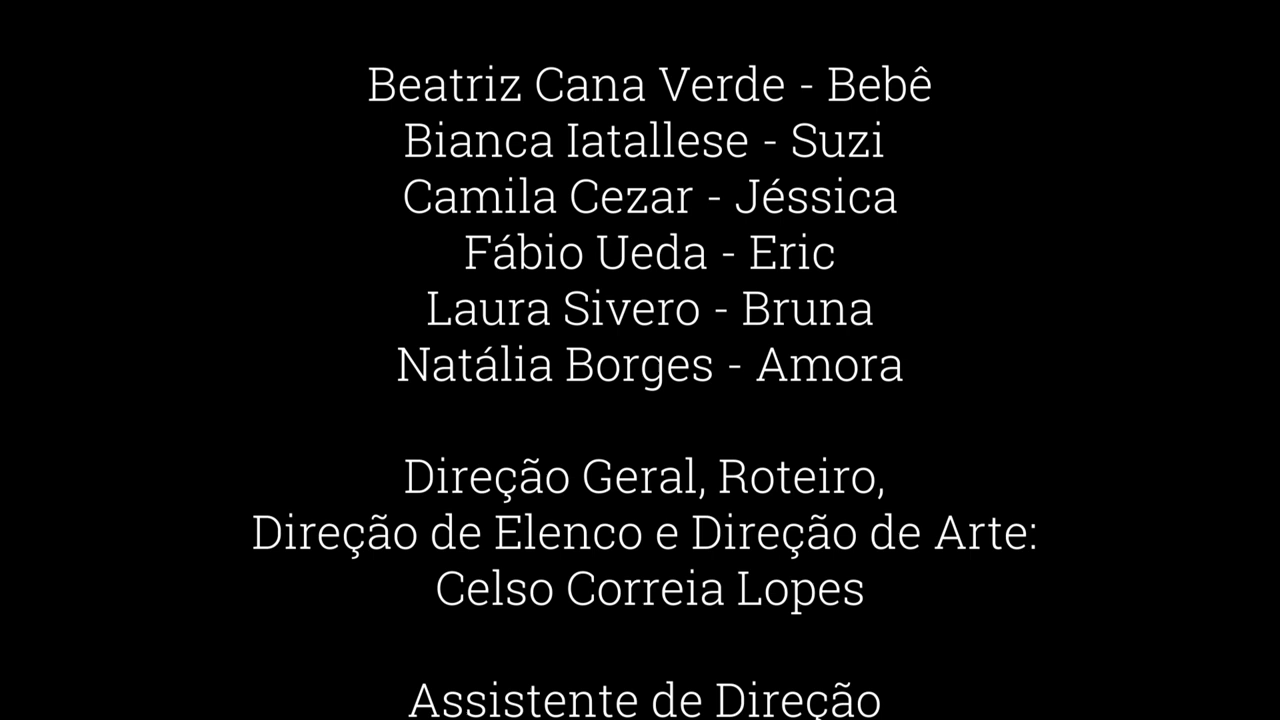 Beatriz Cana Verde - Bebê
Bianca Iatallese - Suzi
Camila Cezar - Jéssica
Fábio Ueda - Eric
Laura Sivero - Bruna
Natália Borges - Amora
Direção Geral, Roteiro,
Direção de Elenco e Direção de Arte:
Celso Correia Lopes
Assistente de Direção